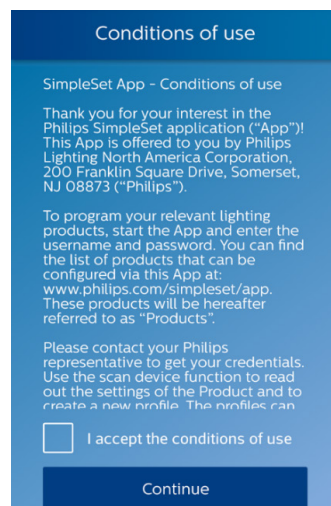 Conditions of use
SimpleSet App - Conditions of use
Thank you for your interest in the
Philips SimpleSet application (“App”)!
This App is offered to you by Philips
Lighting North America Corporation,
200 Franklin Square Drive, Somerset,
NJ 08873 (“Philips”).
To program your relevant lighting
products, start the App and enter the
username and password. You can find
the list of products that can be
configured via this App at:
www.philips.com/simpleset/app.
These products will be hereafter
referred to as “Products”.
Please contact your Philips
representative to get your credentials.
Use the scan device function to read
out the settings of the Product and to
create a new profile. The profiles can
I accept the conditions of use
Continue